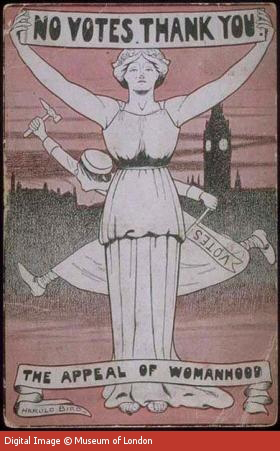 NO VOTES, THANK YOU
VOTES
THE APPEAL OF WOMANHOOD
HAROLD BIRD
Digital Image © Museum of London